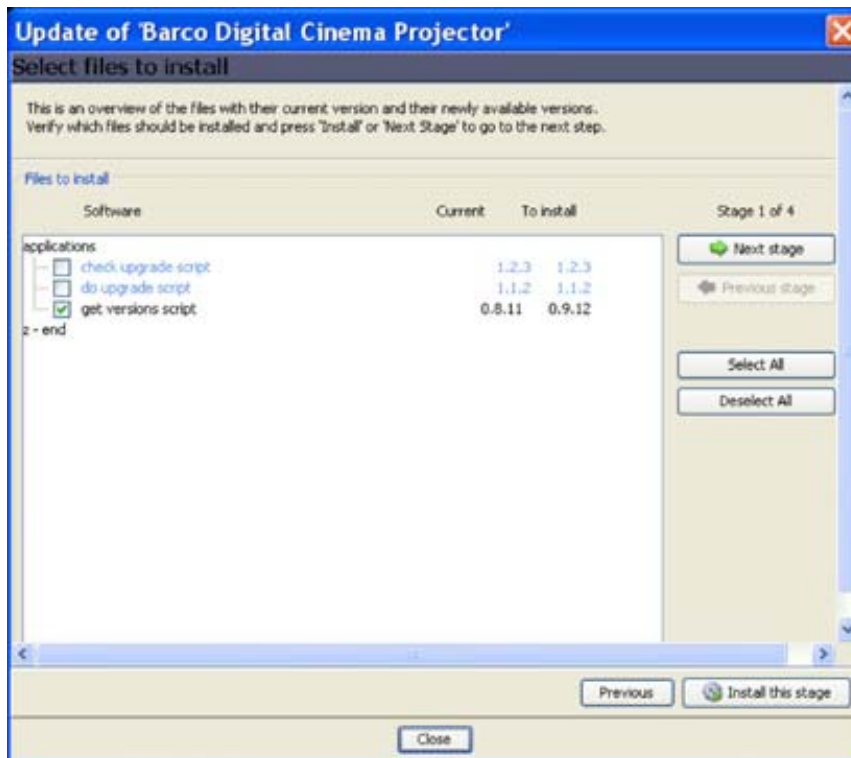 Update of 'Barco Digital Cinema Projector'
Select files to install
This is an overview of the files with their current version and their newly available versions.
Verify which files should be installed and press 'Install' or 'Next Stage' to go to the next step.
Files to install
Software Current To install Stage 1 of 4
applications
Next stage
check upgrade script 1.2.3 1.2.3
do upgrade script 1.1.2 1.1.2
Previous stage
get versions script 0.8.11 0.9.12
z - end
Select All
Deselect All
Previous Install this stage
Close